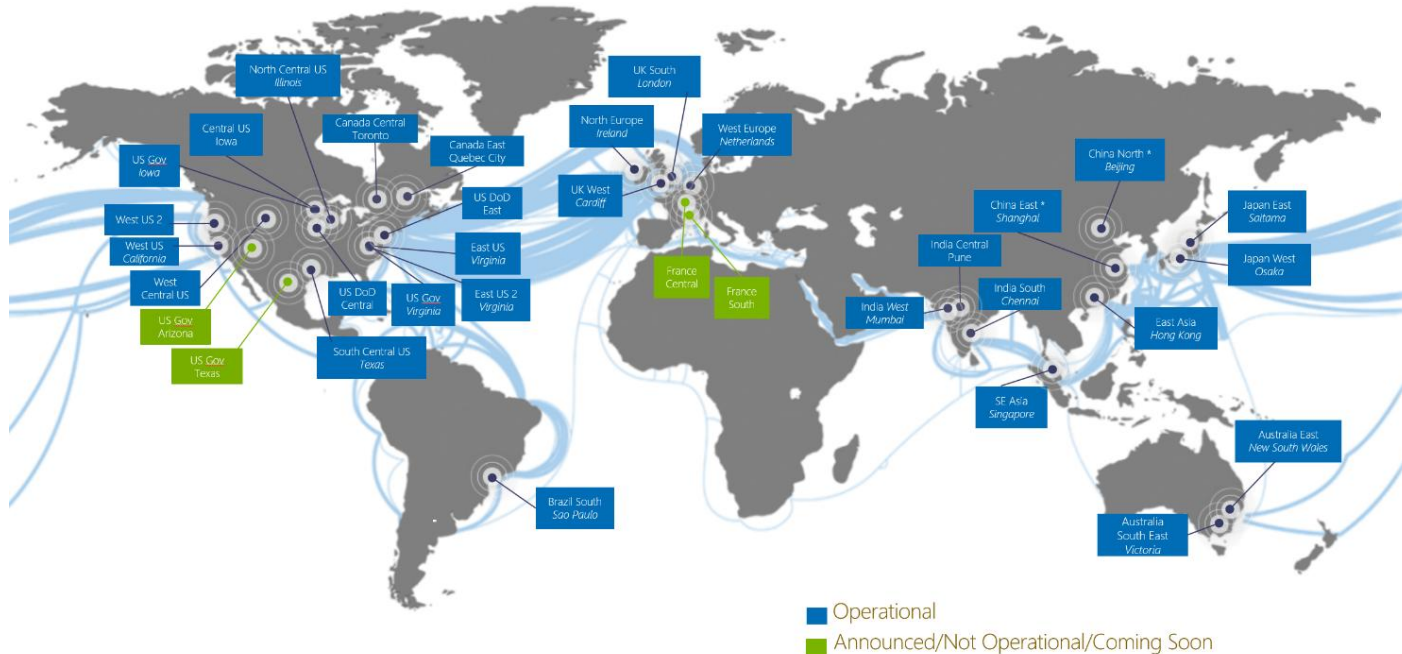 North Central US
Illinois
Central US
Iowa
US Gov
Iowa
West US 2
West US
California
West
Central US
US Gov
Arizona
US Gov
Texas
Canada Central
Toronto
Canada East
Quebec City
US DoD
East
East US
Virginia
East US 2
Virginia
US Gov
Virginia
US DoD
Central
South Central US
Texas
Brazil South
Sao Paulo
UK South
London
North Europe
Ireland
West Europe
Netherlands
UK West
Cardiff
France
Central
France
South
China North *
Beijing
China East *
Shanghai
Japan East
Saitama
Japan West
Osaka
India Central
Pune
India South
Chennai
India West
Mumbai
East Asia
Hong Kong
SE Asia
Singapore
Australia East
New South Wales
Australia
South East
Victoria
Operational
Announced/Not Operational/Coming Soon